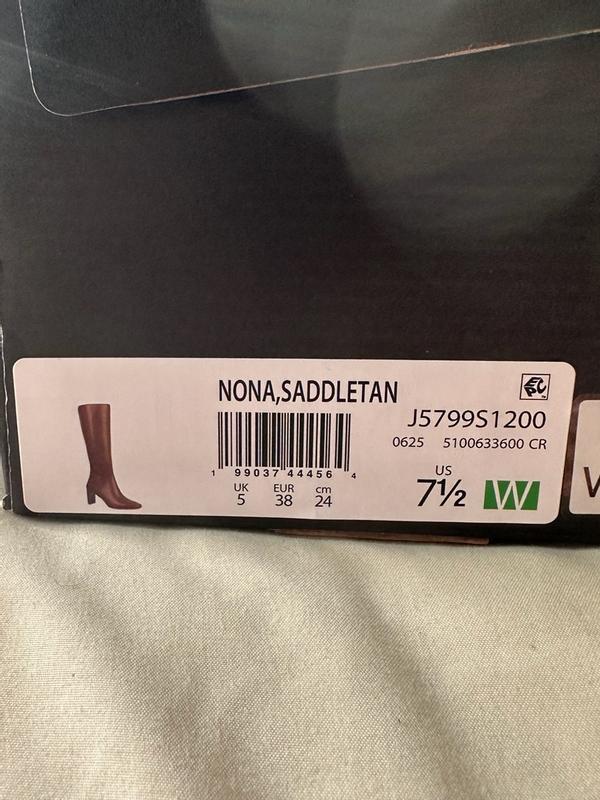 NONA,SADDLETAN
EPC
J5799S1200
0625 5100633600 CR
1 99037 44456 4
UK EUR cm
5 38 24
US
7½ W